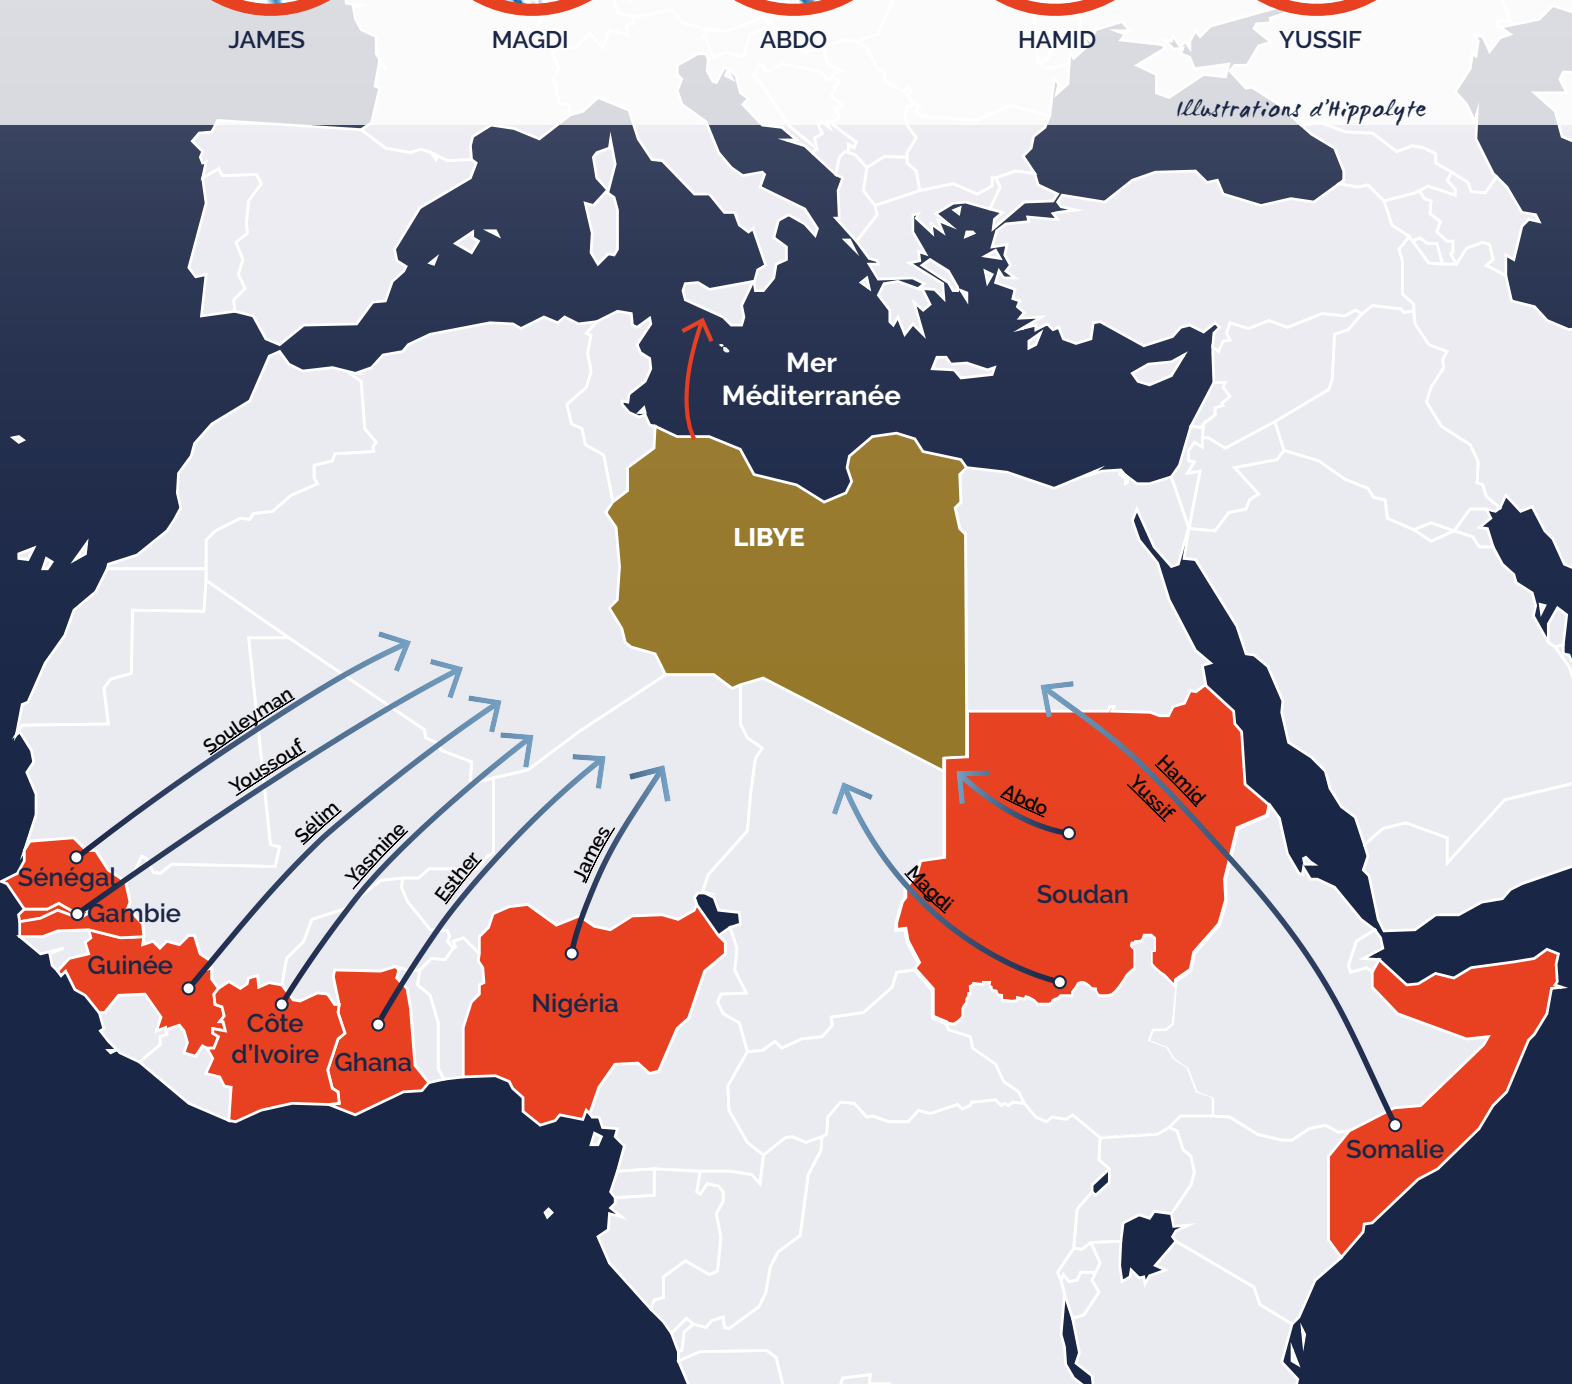 JAMES
MAGDI
ABDO
HAMID
YUSSIF
Illustrations d'Hippolyte
Mer
Méditerranée
LIBYE
Souleyman
Youssouf
Sélim
Yasmine
Esther
James
Magdi
Abdo
Hamid
Yussif
Sénégal
Gambie
Guinée
Côte
d'Ivoire
Ghana
Nigéria
Soudan
Somalie